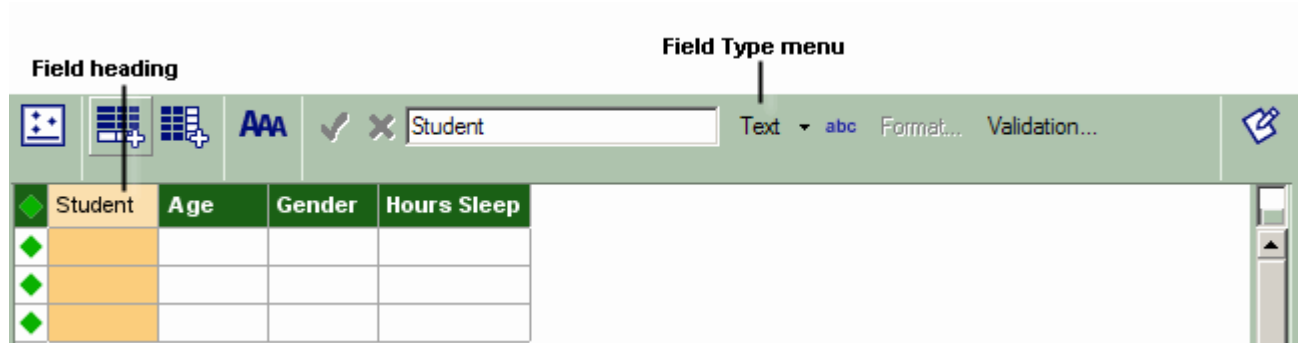 Field Type menu
Field heading
AAA Student Text abc Format... Validation...
Student Age Gender Hours Sleep